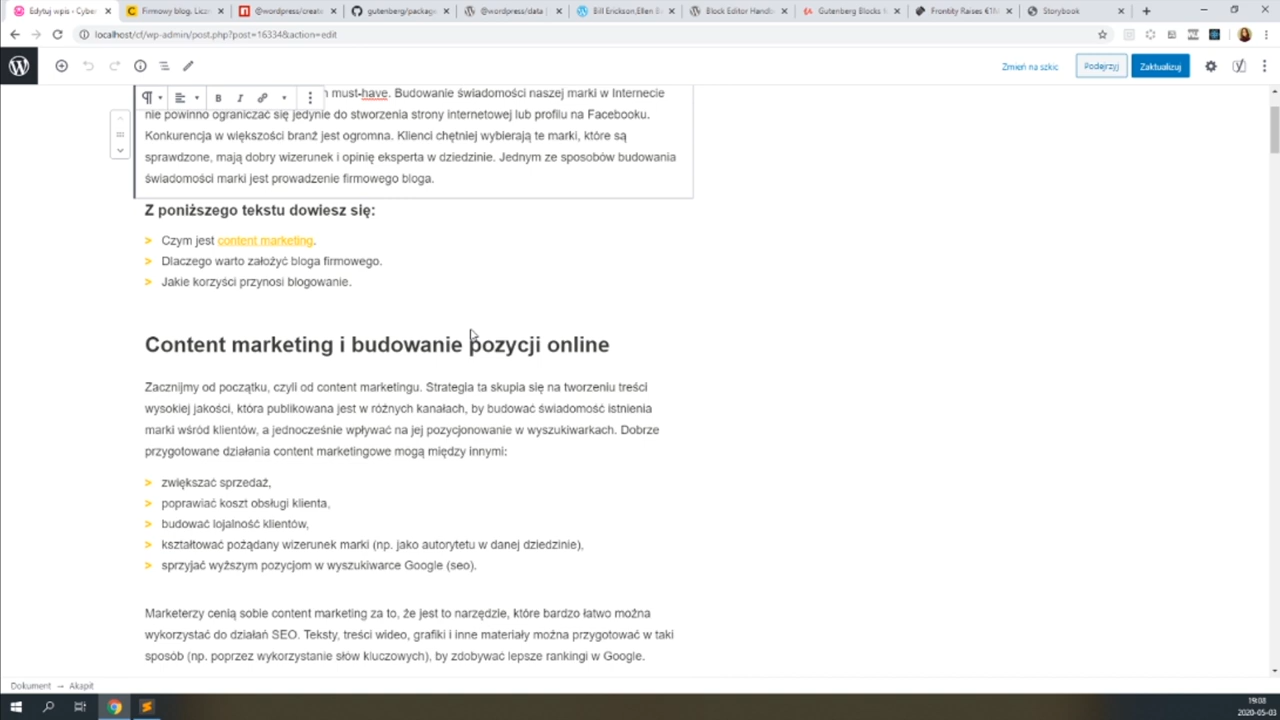 Edytuj wpis - Cyber
Firmowy blog. Licz
@wordpress/create
gutenberg/package
@wordpress/data |
Bill Erickson,Ellen B
Block Editor Handb
Gutenberg Blocks
Frontity Raises €1M
Storybook
localhost/cf/wp-admin/post.php?post=16334&action=edit
Zmień na szkic
Podejrzyj
Zaktualizuj
B I
must-have. Budowanie świadomości naszej marki w Internecie
nie powinno ograniczać się jedynie do stworzenia strony internetowej lub profilu na Facebooku.
Konkurencja w większości branż jest ogromna. Klienci chętniej wybierają te marki, które są
sprawdzone, mają dobry wizerunek i opinię eksperta w dziedzinie. Jednym ze sposobów budowania
świadomości marki jest prowadzenie firmowego bloga.
Z poniższego tekstu dowiesz się:
> Czym jest content marketing.
> Dlaczego warto założyć bloga firmowego.
> Jakie korzyści przynosi blogowanie.
Content marketing i budowanie pozycji online
Zacznijmy od początku, czyli od content marketingu. Strategia ta skupia się na tworzeniu treści
wysokiej jakości, która publikowana jest w różnych kanałach, by budować świadomość istnienia
marki wśród klientów, a jednocześnie wpływać na jej pozycjonowanie w wyszukiwarkach. Dobrze
przygotowane działania content marketingowe mogą między innymi:
> zwiększać sprzedaż,
> poprawiać koszt obsługi klienta,
> budować lojalność klientów,
> kształtować pożądany wizerunek marki (np. jako autorytetu w danej dziedzinie),
> sprzyjać wyższym pozycjom w wyszukiwarce Google (seo).
Marketerzy cenią sobie content marketing za to, że jest to narzędzie, które bardzo łatwo można
wykorzystać do działań SEO. Teksty, treści wideo, grafiki i inne materiały można przygotować w taki
sposób (np. poprzez wykorzystanie słów kluczowych), by zdobywać lepsze rankingi w Google.
Dokument → Akapit
19:08
2020-05-03